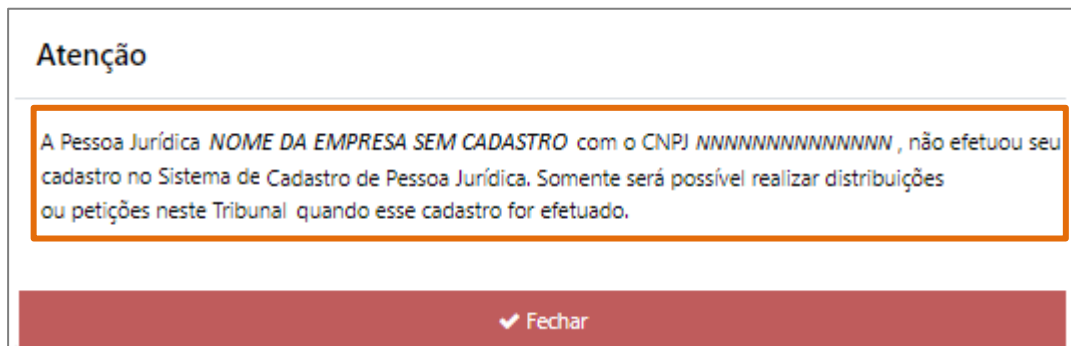 Atenção
A Pessoa Jurídica NOME DA EMPRESA SEM CADASTRO com o CNPJ NNNNNNNNNNNNNN , não efetuou seu
cadastro no Sistema de Cadastro de Pessoa Jurídica. Somente será possível realizar distribuições
ou petições neste Tribunal quando esse cadastro for efetuado.
Fechar